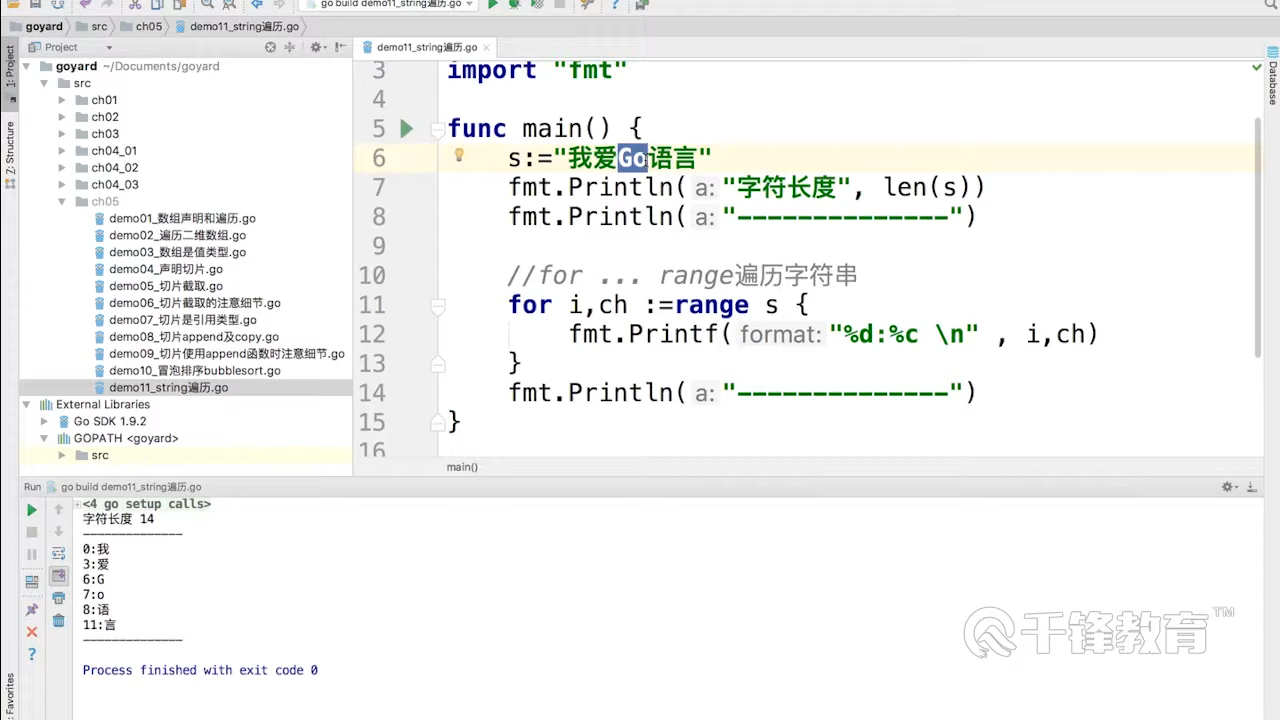 go build demo11_string遍历.go
goyard src ch05 demo11_string遍历.go
Project
demo11_string遍历.go
1: Project
Z: Structure
Favorites
Database
goyard ~/Documents/goyard
src
ch01
ch02
ch03
ch04_01
ch04_02
ch04_03
ch05
demo01_数组声明和遍历.go
demo02_遍历二维数组.go
demo03_数组是值类型.go
demo04_声明切片.go
demo05_切片截取.go
demo06_切片截取的注意细节.go
demo07_切片是引用类型.go
demo08_切片append及copy.go
demo09_切片使用append函数时注意细节.go
demo10_冒泡排序bubblesort.go
demo11_string遍历.go
External Libraries
Go SDK 1.9.2
GOPATH <goyard>
src
3 import "fmt"
4
5 func main() {
6 s:="我爱Go语言"
7 fmt.Println( a: "字符长度", len(s))
8 fmt.Println( a: "--------------")
9
10 //for ... range遍历字符串
11 for i,ch :=range s {
12 fmt.Printf( format: "%d:%c \n" , i,ch)
13 }
14 fmt.Println( a: "--------------")
15 }
16
main()
Run go build demo11_string遍历.go
<4 go setup calls>
字符长度 14
--------------
0:我
3:爱
6:G
7:o
8:语
11:言
--------------
Process finished with exit code 0
千锋教育™